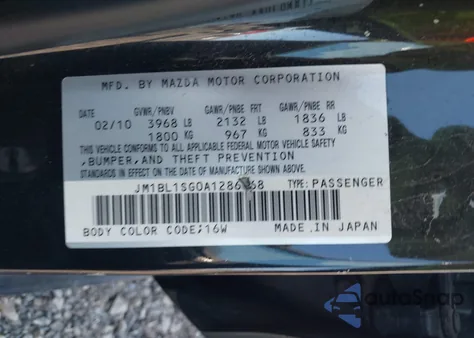 MFD. BY MAZDA MOTOR CORPORATION
GVWR/PNBV GAWR/PNBE FRT GAWR/PNBE RR
02/10 3968 LB 2132 LB 1836 LB
1800 KG 967 KG 833 KG
THIS VEHICLE CONFORMS TO ALL
APPLICABLE FEDERAL MOTOR VEHICLE SAFETY
,BUMPER,AND THEFT PREVENTION
STANDARDS IN EFFECT ON THE
DATE OF MANUFACTURE SHOWN ABOVE.
TYPE:PASSENGER
BODY COLOR CODE;16W MADE IN JAPAN
autoSnap